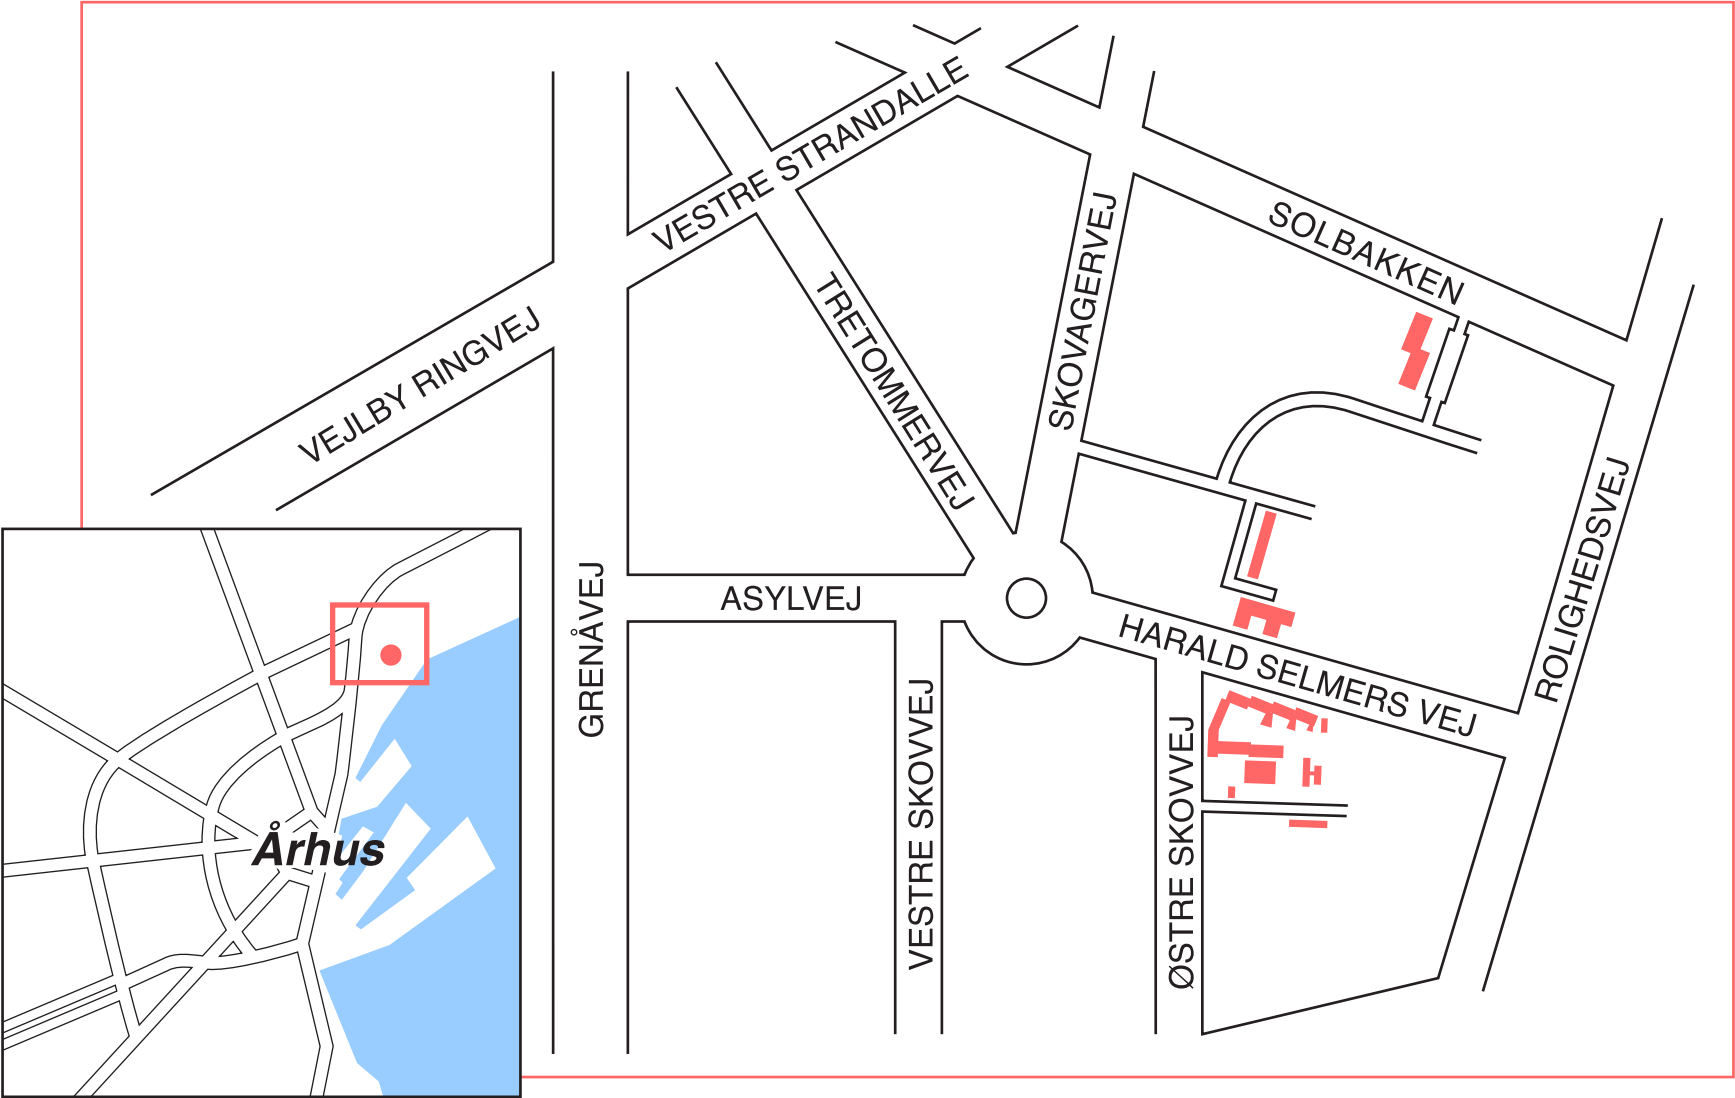 VESTRE STRANDALLE
SOLBAKKEN
SKOVAGERVEJ
TRETOMMERVEJ
VEJLBY RINGVEJ
ROLIGHEDSVEJ
GRENÅVEJ
ASYLVEJ
HARALD SELMERS VEJ
VESTRE SKOVVEJ
ØSTRE SKOVVEJ
Århus